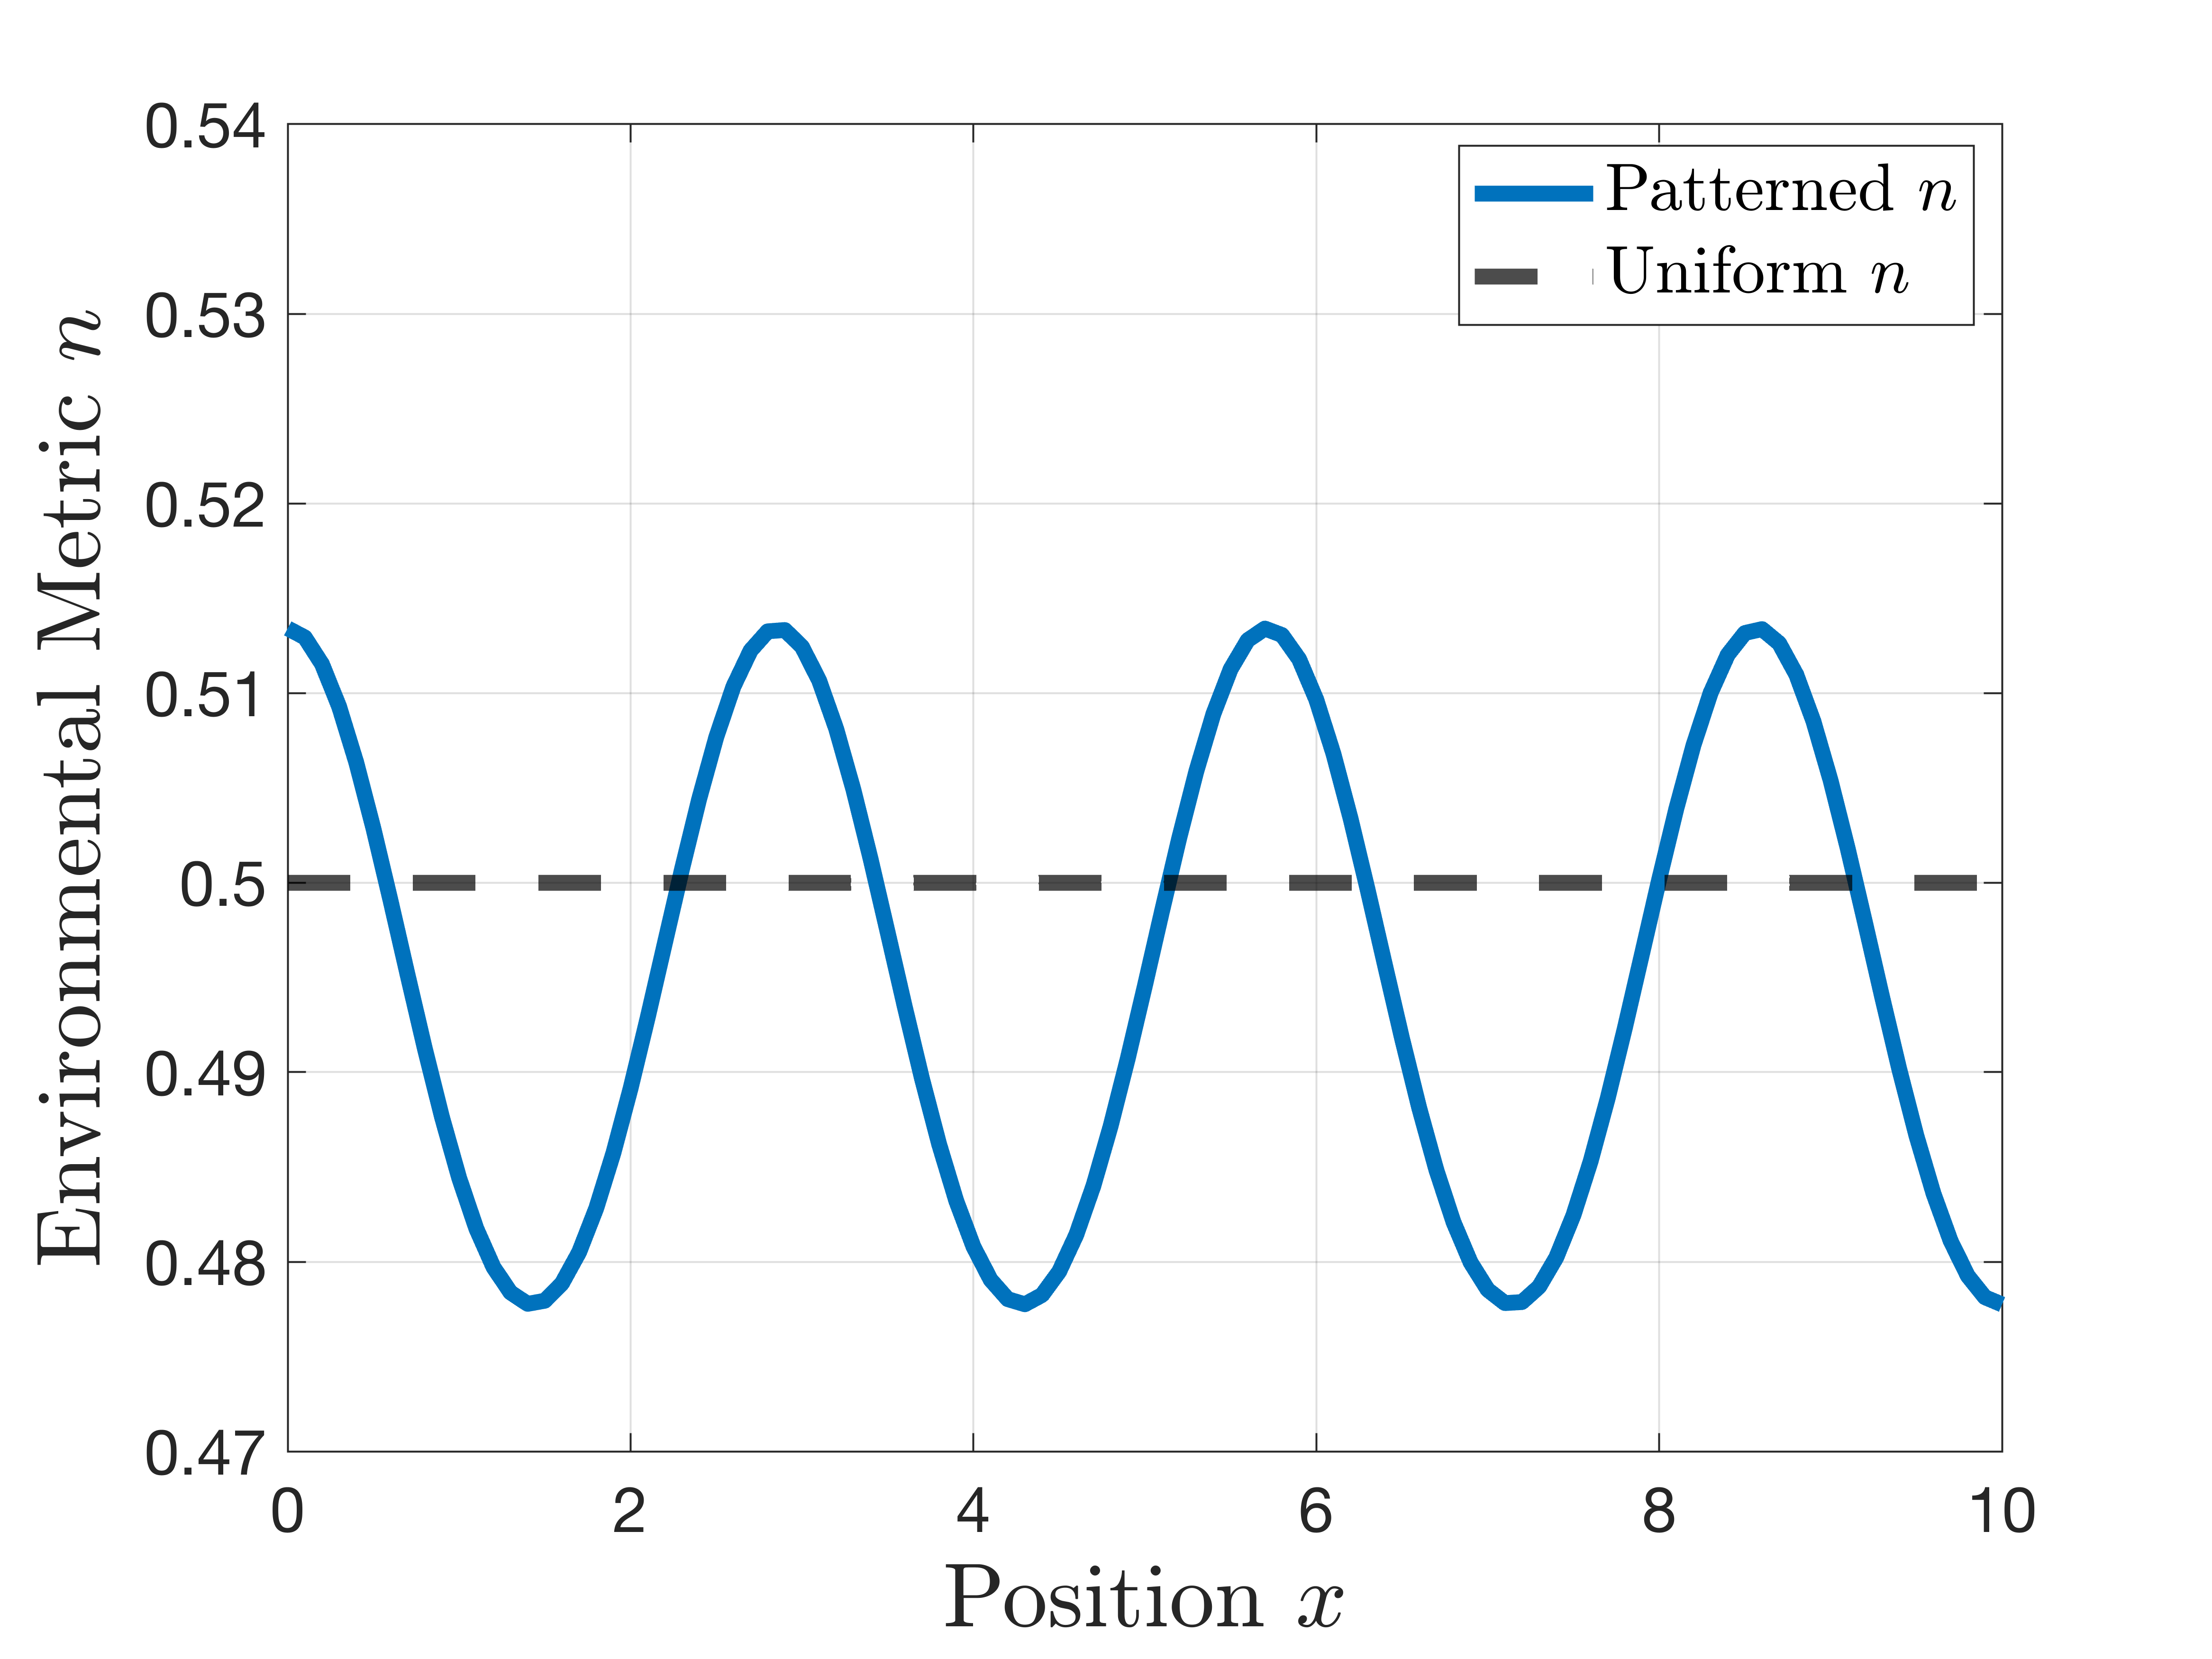 0.54
0.53
0.52
0.51
0.5
0.49
0.48
0.47
Environmental Metric n
Patterned n
Uniform n
0 2 4 6 8 10
Position x